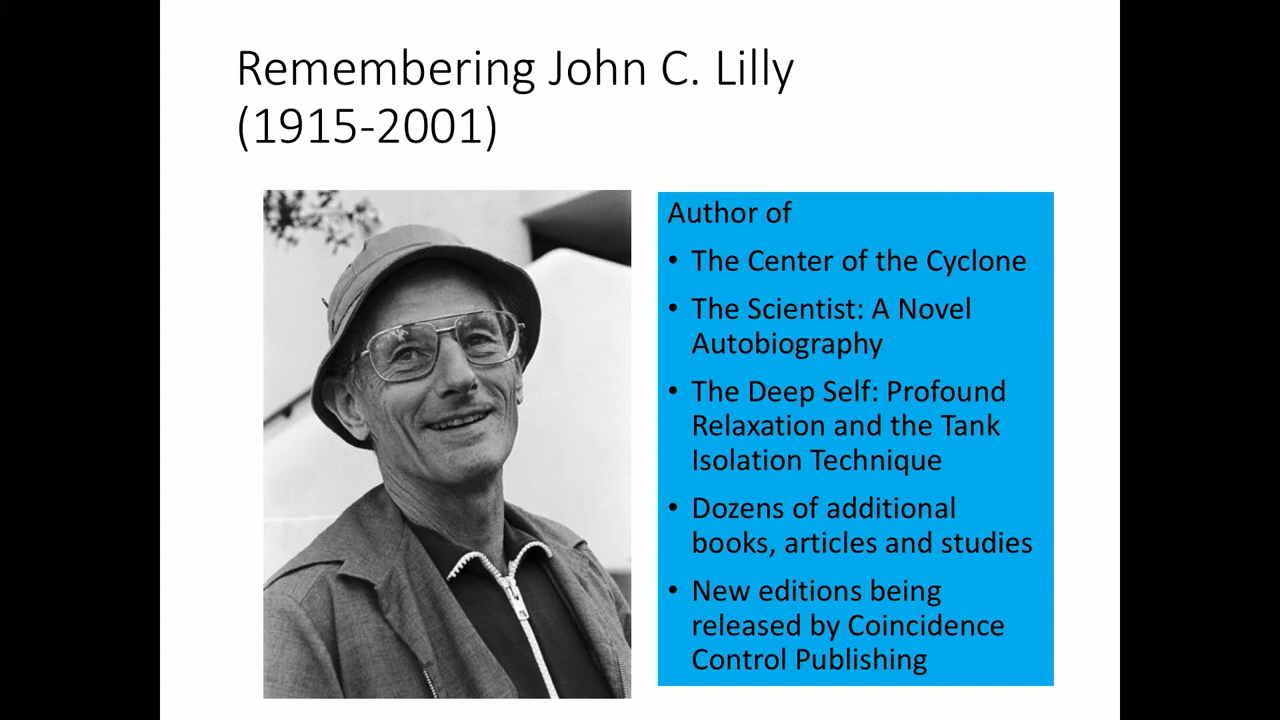 Remembering John C. Lilly
(1915-2001)
Author of
• The Center of the Cyclone
• The Scientist: A Novel
Autobiography
• The Deep Self: Profound
Relaxation and the Tank
Isolation Technique
• Dozens of additional
books, articles and studies
• New editions being
released by Coincidence
Control Publishing